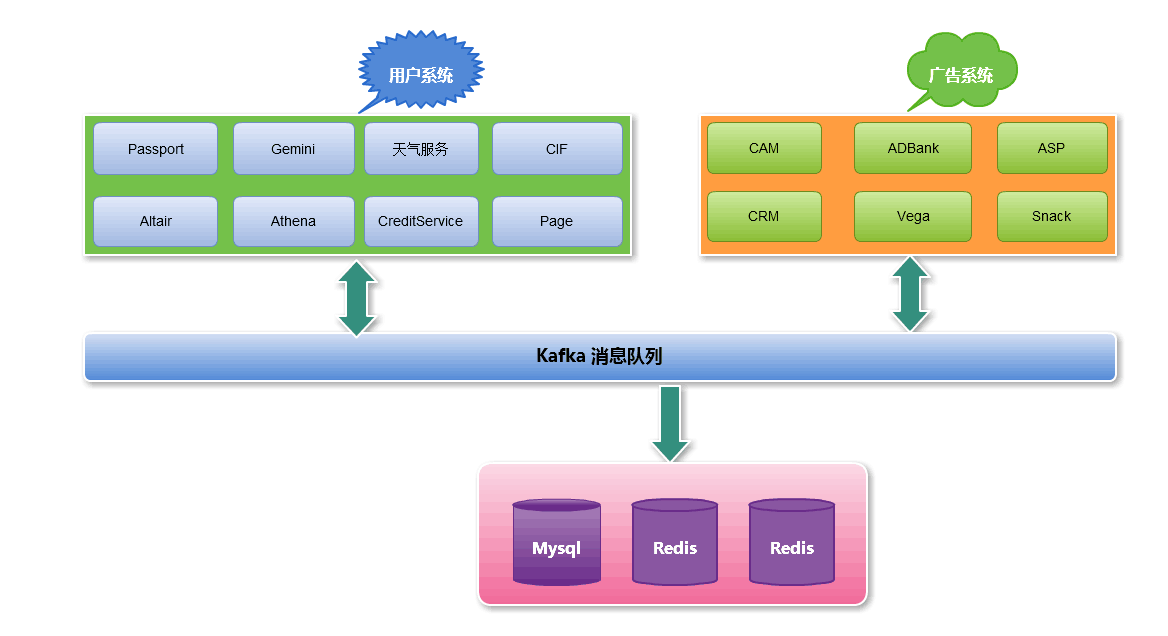 用户系统
广告系统
Passport
Gemini
天气服务
CIF
Altair
Athena
CreditService
Page
CAM
ADBank
ASP
CRM
Vega
Snack
Kafka 消息队列
Mysql
Redis
Redis